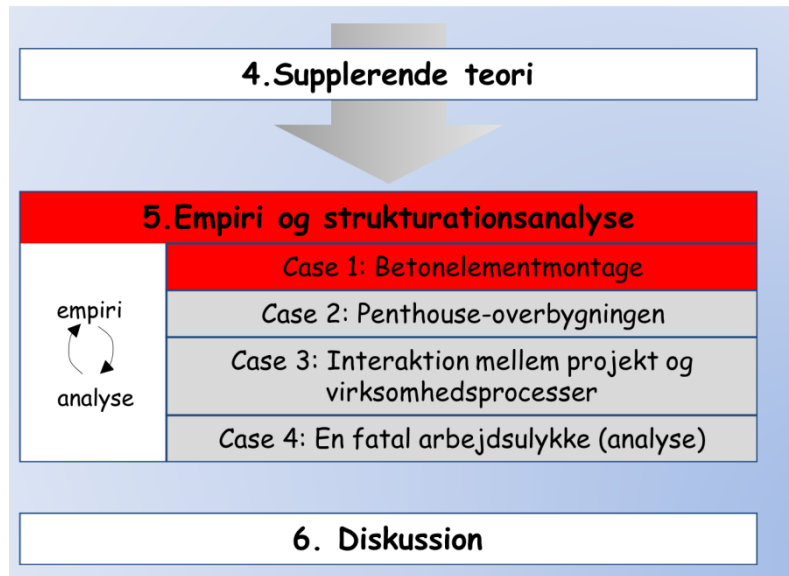 4.Supplerende teori
5.Empiri og strukturationsanalyse
Case 1: Betonelementmontage
empiri
analyse
Case 2: Penthouse-overbygningen
Case 3: Interaktion mellem projekt og
virksomhedsprocesser
Case 4: En fatal arbejdsulykke (analyse)
6. Diskussion